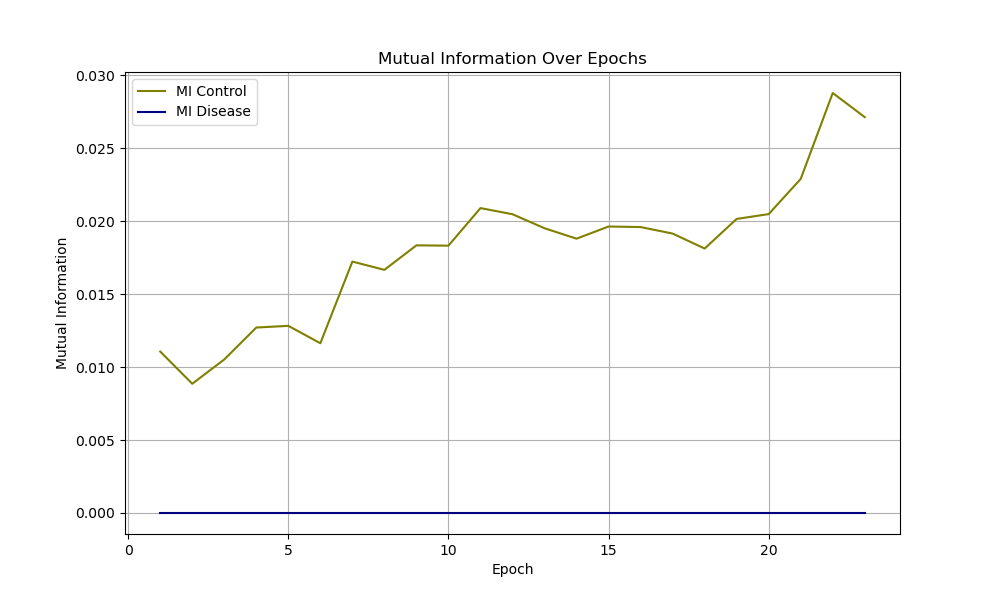 Mutual Information Over Epochs
MI Control
MI Disease
0.030
0.025
0.020
0.015
0.010
0.005
0.000
Mutual Information
0
5
10
15
20
Epoch